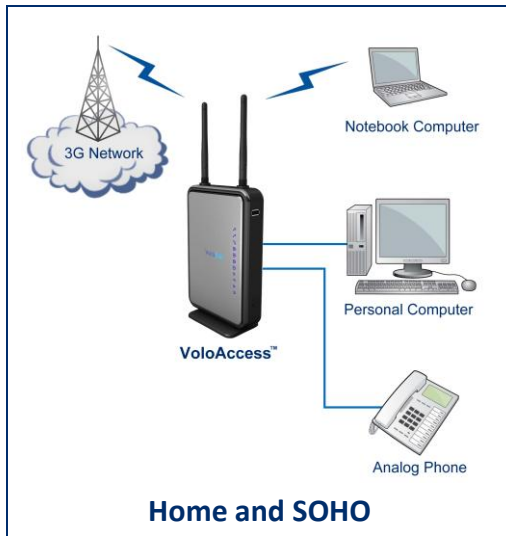 3G Network
Notebook Computer
Personal Computer
VoloAccess™
Analog Phone
Home and SOHO